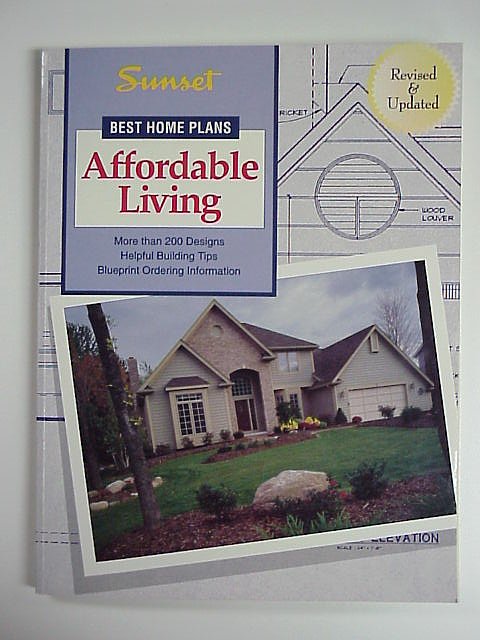 Sunset
Revised
&
Updated
BEST HOME PLANS
Affordable
Living
More than 200 Designs
Helpful Building Tips
Blueprint Ordering Information
RICKET
WOOD
LOUVER
ELEVATION